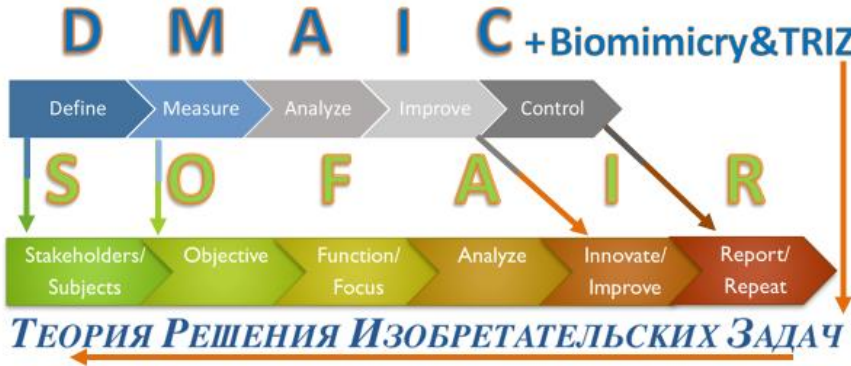 D M A I C +Biomimicry&TRIZ
Define Measure Analyze Improve Control
S O F A I R
Stakeholders/ Subjects Objective Function/ Focus Analyze Innovate/ Improve Report/ Repeat
ТЕОРИЯ РЕШЕНИЯ ИЗОБРЕТАТЕЛЬСКИХ ЗАДАЧ